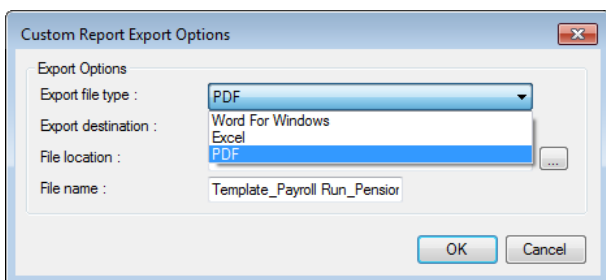 Custom Report Export Options
Export Options
Export file type :
PDF
Export destination :
Word For Windows
Excel
File location :
PDF
...
File name :
Template_Payroll Run_Pension
OK
Cancel